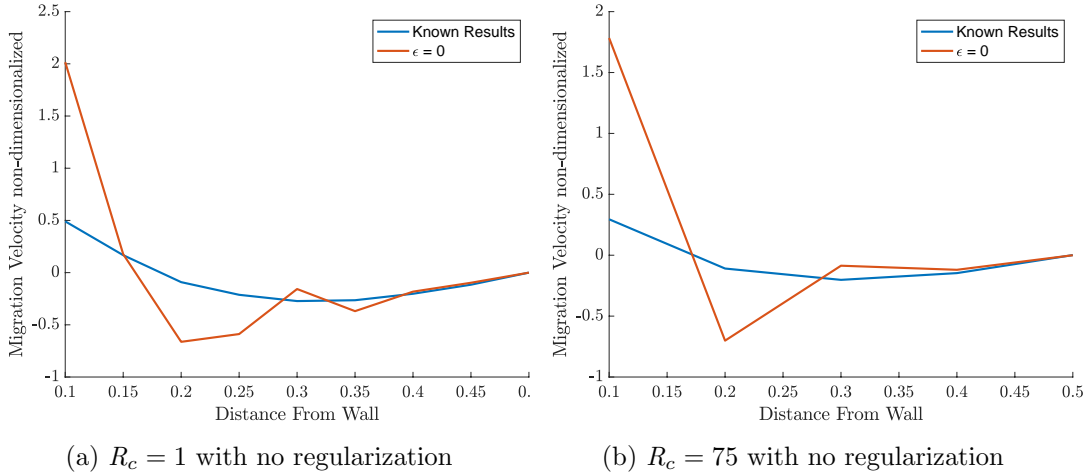 2.5
2
1.5
1
0.5
0
-0.5
-1
Migration Velocity non-dimensionalized
Known Results
ϵ = 0
0.1 0.15 0.2 0.25 0.3 0.35 0.4 0.45 0.
Distance From Wall
(a) R_c = 1 with no regularization
2
1.5
1
0.5
0
-0.5
-1
Migration Velocity non-dimensionalized
Known Results
ϵ = 0
0.1 0.15 0.2 0.25 0.3 0.35 0.4 0.45 0.5
Distance From Wall
(b) R_c = 75 with no regularization